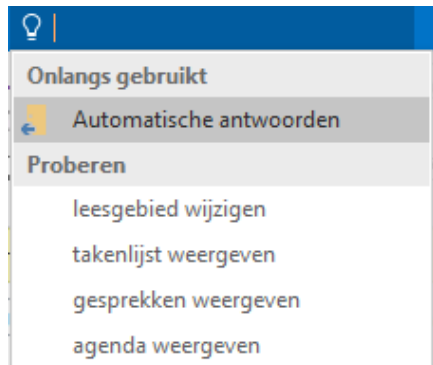 Onlangs gebruikt
Automatische antwoorden
Proberen
leesgebied wijzigen
takenlijst weergeven
gesprekken weergeven
agenda weergeven